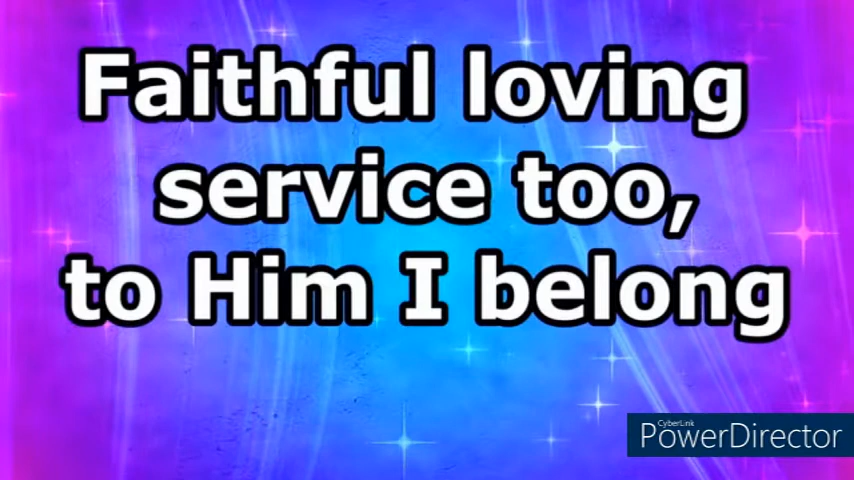 Faithful loving
service too,
to Him I belong
CyberLink
PowerDirector